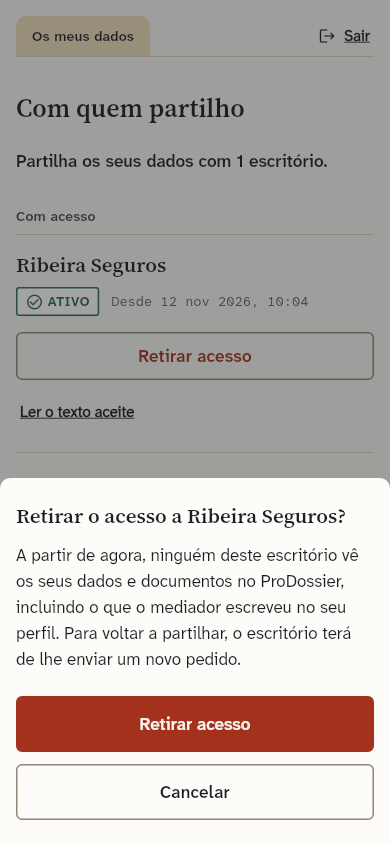 Os meus dados
Sair
Com quem partilho
Partilha os seus dados com 1 escritório.
Com acesso
Ribeira Seguros
ATIVO
Desde 12 nov 2026, 10:04
Retirar acesso
Ler o texto aceite
Retirar o acesso a Ribeira Seguros?
A partir de agora, ninguém deste escritório vê
os seus dados e documentos no ProDossier,
incluindo o que o mediador escreveu no seu
perfil. Para voltar a partilhar, o escritório terá
de lhe enviar um novo pedido.
Retirar acesso
Cancelar